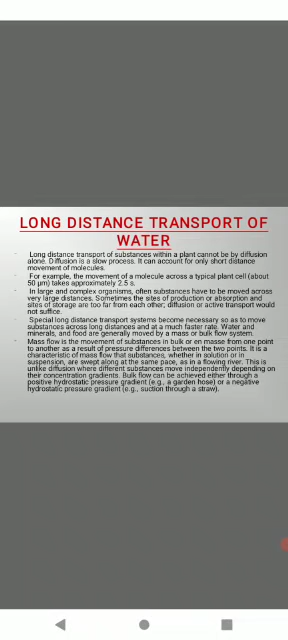 LONG DISTANCE TRANSPORT OF
WATER
Long distance transport of substances within a plant cannot be by diffusion
alone. Diffusion is a slow process. It can account for only short distance
movement of molecules.
For example, the movement of a molecule across a typical plant cell (about
50 μm) takes approximately 2.5 s.
In large and complex organisms, often substances have to be moved across
very large distances. Sometimes the sites of production or absorption and
sites of storage are too far from each other; diffusion or active transport would
not suffice.
Special long distance transport systems become necessary so as to move
substances across long distances and at a much faster rate. Water and
minerals, and food are generally moved by a mass or bulk flow system.
Mass flow is the movement of substances in bulk or en masse from one point
to another as a result of pressure differences between the two points. It is a
characteristic of mass flow that substances, whether in solution or in
suspension, are swept along at the same pace, as in a flowing river. This is
unlike diffusion where different substances move independently depending on
their concentration gradients. Bulk flow can be achieved either through a
positive hydrostatic pressure gradient (e.g., a garden hose) or a negative
hydrostatic pressure gradient (e.g., suction through a straw).